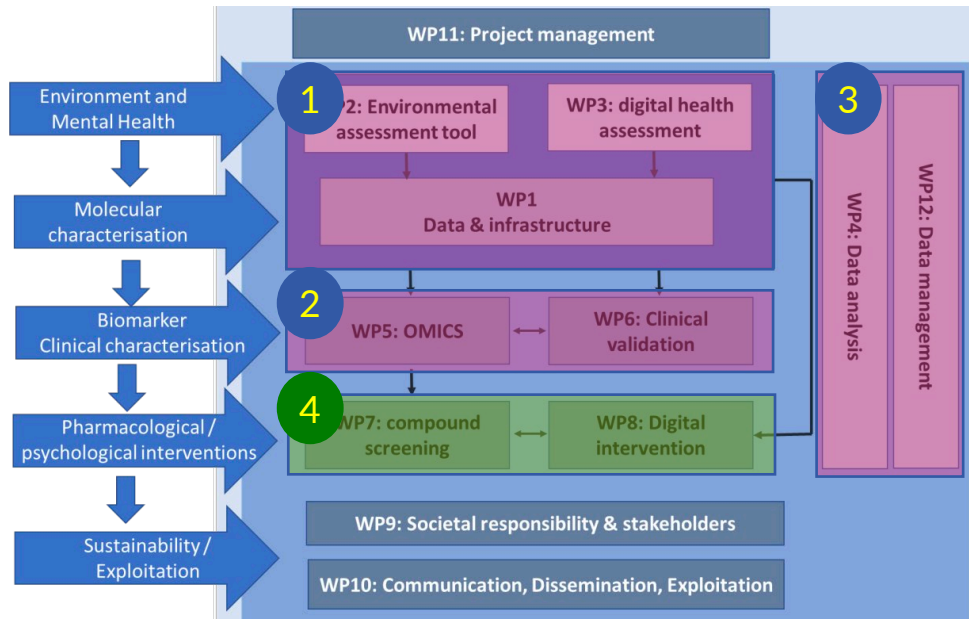 WP11: Project management
Environment and
Mental Health
Molecular
characterisation
Biomarker
Clinical characterisation
Pharmacological /
psychological interventions
Sustainability /
Exploitation
1
P2: Environmental
assessment tool
WP3: digital health
assessment
WP1
Data & infrastructure
2
WP5: OMICS
WP6: Clinical
validation
4
WP7: compound
screening
WP8: Digital
intervention
3
WP4: Data analysis
WP12: Data management
WP9: Societal responsibility & stakeholders
WP10: Communication, Dissemination, Exploitation